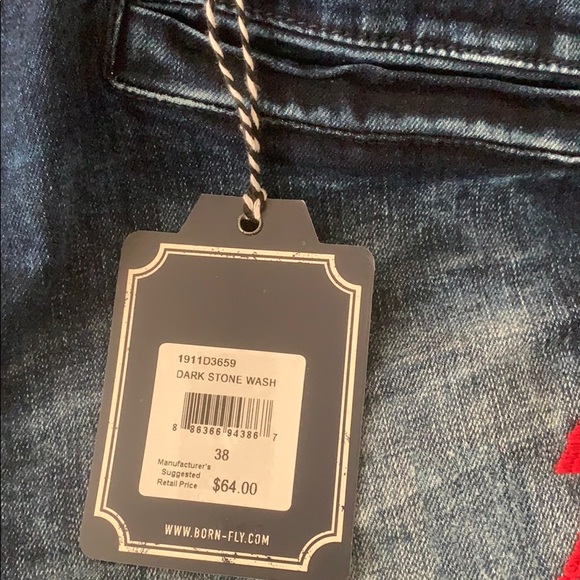 1911D3659
DARK STONE WASH
8 86366 94386 7
38
Manufacturer's
Suggested
Retail Price $64.00
WWW.BORN-FLY.COM